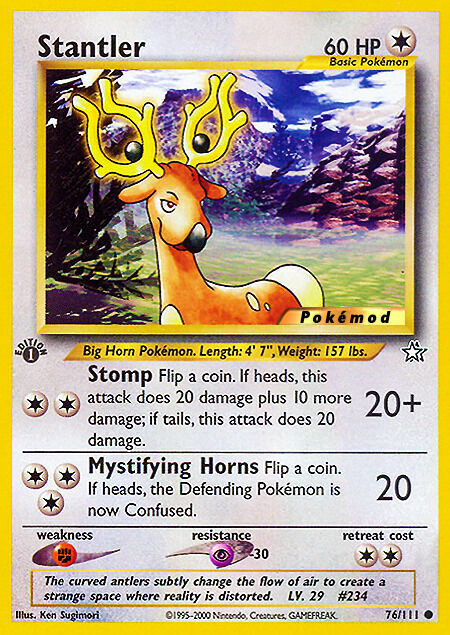 Stantler 60 HP
Basic Pokémon
Pokémod
EDITION
1
Big Horn Pokémon. Length: 4' 7", Weight: 157 lbs.
Stomp Flip a coin. If heads, this
attack does 20 damage plus 10 more
damage; if tails, this attack does 20
damage.
20+
Mystifying Horns Flip a coin.
If heads, the Defending Pokémon is
now Confused.
20
weakness resistance retreat cost
-30
The curved antlers subtly change the flow of air to create a
strange space where reality is distorted. LV. 29 #234
Illus. Ken Sugimori ©1995-2000 Nintendo, Creatures, GAMEFREAK. 76/111